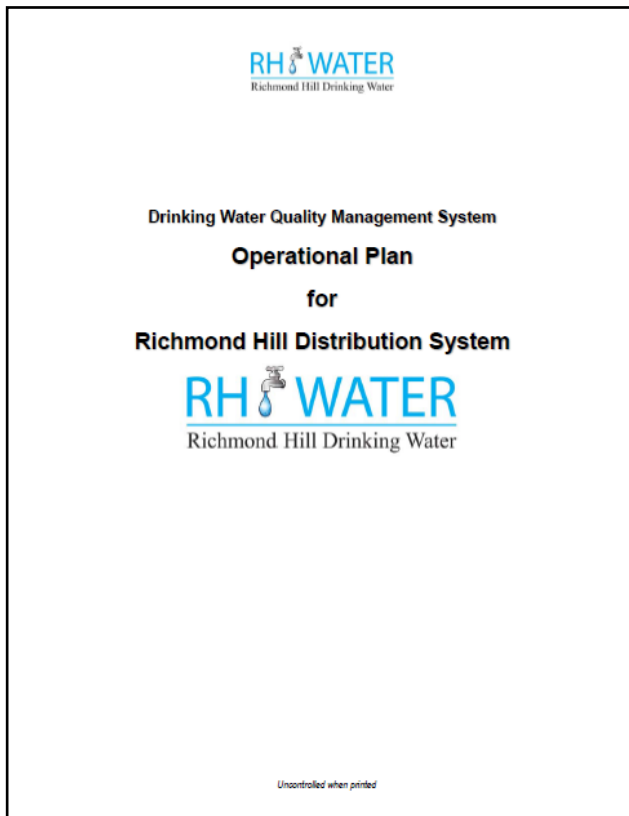 RH WATER
Richmond Hill Drinking Water
Drinking Water Quality Management System
Operational Plan
for
Richmond Hill Distribution System
RH WATER
Richmond Hill Drinking Water
Uncontrolled when printed